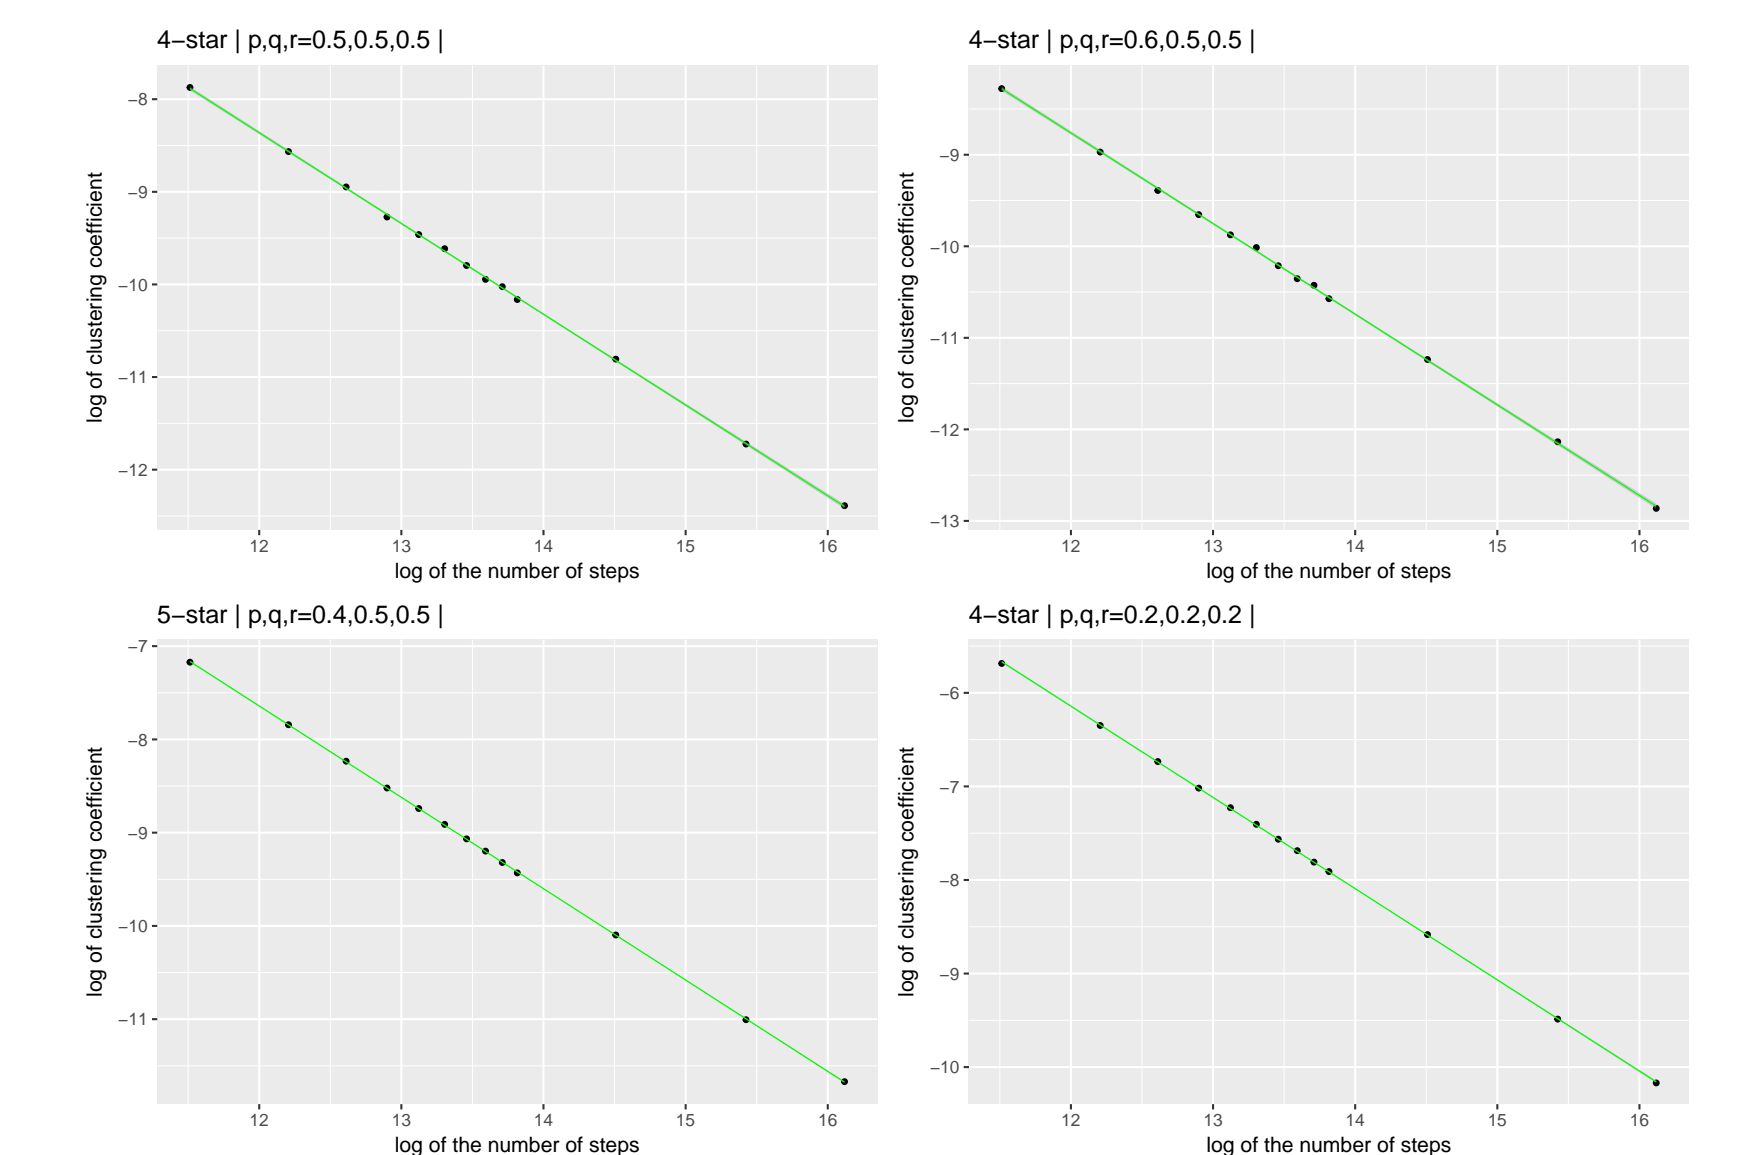 4−star | p,q,r=0.5,0.5,0.5 |
−8
−9
−10
−11
−12
log of clustering coefficient
12 13 14 15 16
log of the number of steps
4−star | p,q,r=0.6,0.5,0.5 |
−9
−10
−11
−12
−13
log of clustering coefficient
12 13 14 15 16
log of the number of steps
5−star | p,q,r=0.4,0.5,0.5 |
−7
−8
−9
−10
−11
log of clustering coefficient
12 13 14 15 16
log of the number of steps
4−star | p,q,r=0.2,0.2,0.2 |
−6
−7
−8
−9
−10
log of clustering coefficient
12 13 14 15 16
log of the number of steps